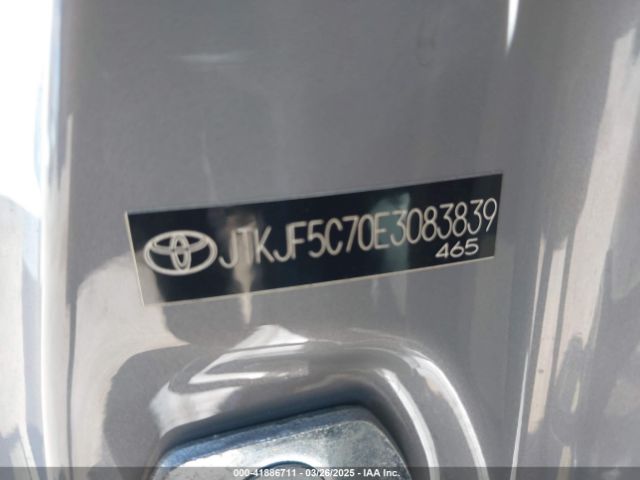 JTKJF5C70E3083839
465
000-41886711 — 03/26/2025 — IAA Inc.